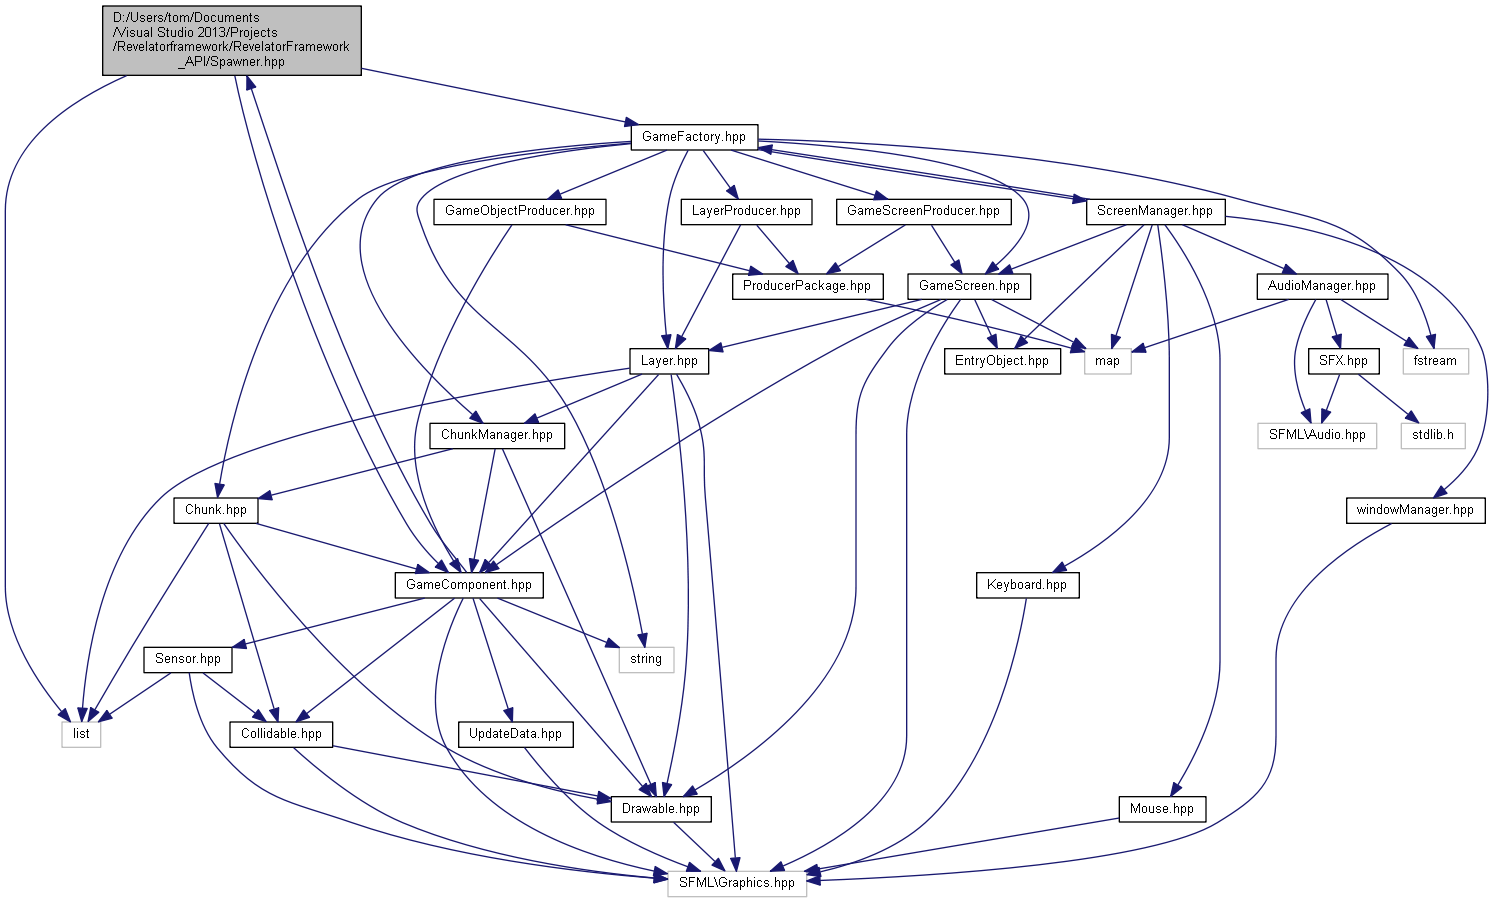 D:/Users/tom/Documents
/Visual Studio 2013/Projects
/Revelatorframework/RevelatorFramework
_API/Spawner.hpp
GameFactory.hpp
GameObjectProducer.hpp
LayerProducer.hpp
GameScreenProducer.hpp
ScreenManager.hpp
ProducerPackage.hpp
GameScreen.hpp
AudioManager.hpp
Layer.hpp
EntryObject.hpp
map
SFX.hpp
fstream
ChunkManager.hpp
SFML\Audio.hpp
stdlib.h
Chunk.hpp
windowManager.hpp
GameComponent.hpp
Keyboard.hpp
Sensor.hpp
string
list
Collidable.hpp
UpdateData.hpp
Drawable.hpp
Mouse.hpp
SFML\Graphics.hpp